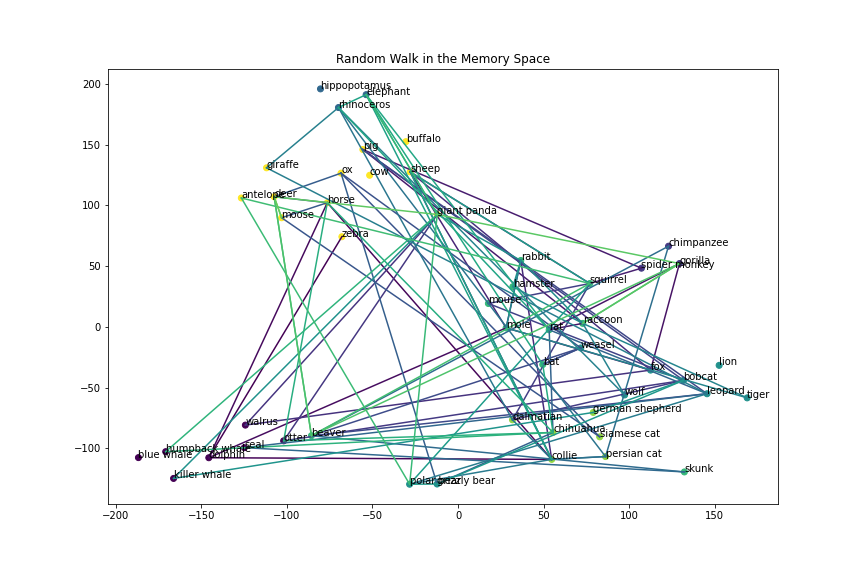 Random Walk in the Memory Space
200
hippopotamus
elephant
rhinoceros
150
buffalo
pig
giraffe
ox
cow
sheep
antelope
deer
horse
100
moose
giant panda
zebra
chimpanzee
rabbit
gorilla
spider monkey
50
hamster
squirrel
mouse
raccoon
mole
rat
0
weasel
bat
fox
lion
bobcat
−50
wolf
leopard
tiger
german shepherd
dalmatian
walrus
beaver
chihuahua
siamese cat
otter
seal
−100
humpback whale
blue whale
dolphin
collie
persian cat
skunk
killer whale
polar bear
grizzly bear
−200
−150
−100
−50
0
50
100
150